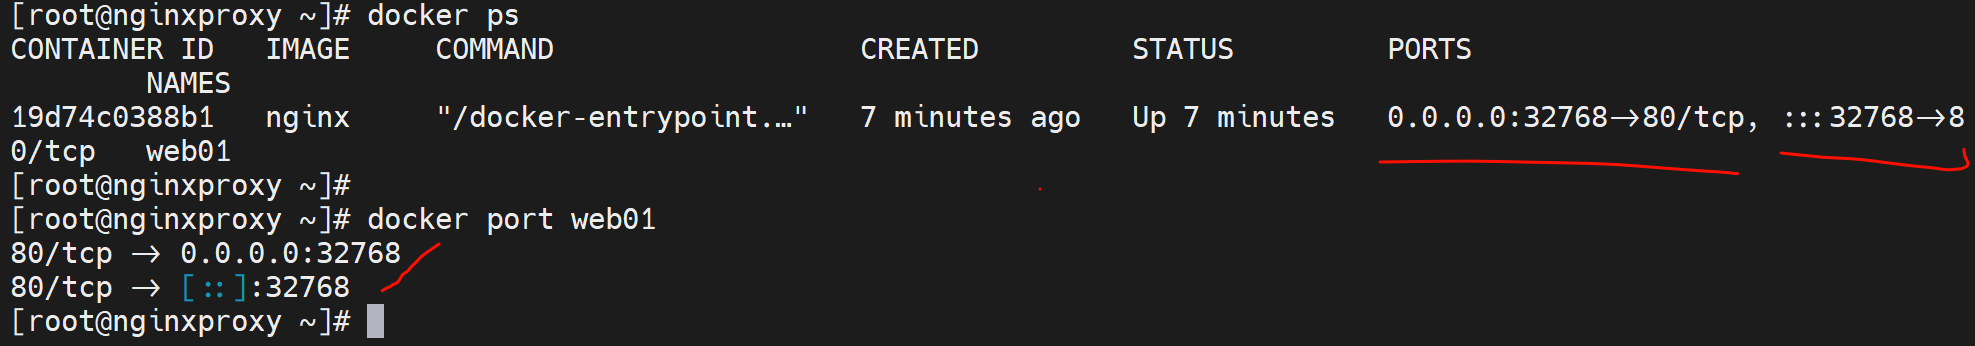 [root@nginxproxy ~]# docker ps
CONTAINER ID   IMAGE     COMMAND                  CREATED         STATUS         PORTS
        NAMES
19d74c0388b1   nginx     "/docker-entrypoint.…"   7 minutes ago   Up 7 minutes   0.0.0.0:32768->80/tcp, :::32768->8
0/tcp   web01
[root@nginxproxy ~]#
[root@nginxproxy ~]# docker port web01
80/tcp -> 0.0.0.0:32768
80/tcp -> [::]:32768
[root@nginxproxy ~]#